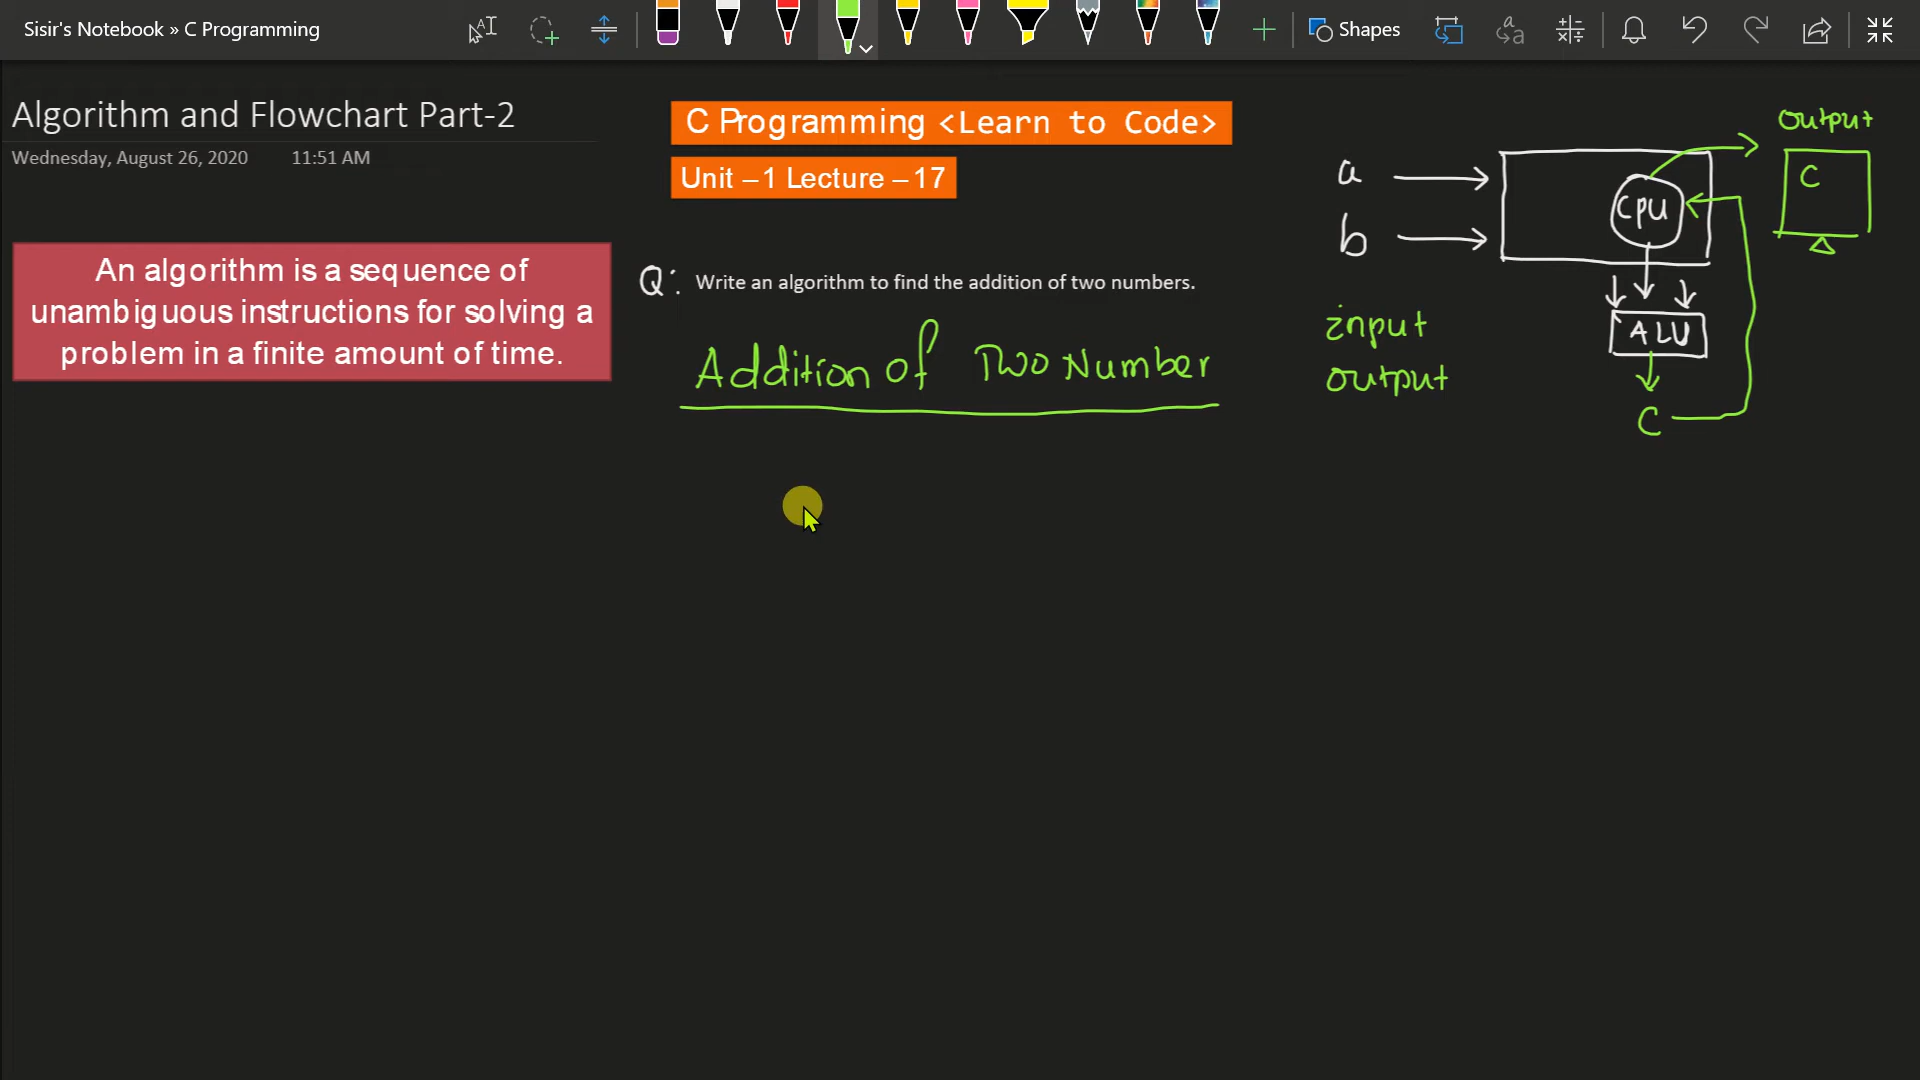 Sisir's Notebook » C Programming
Shapes
Algorithm and Flowchart Part-2
Wednesday, August 26, 2020 11:51 AM
An algorithm is a sequence of
unambiguous instructions for solving a
problem in a finite amount of time.
C Programming <Learn to Code>
Unit –1 Lecture –17
Q: Write an algorithm to find the addition of two numbers.
Addition of Two Number
a
b
CPU
output
C
input
output
ALU
C